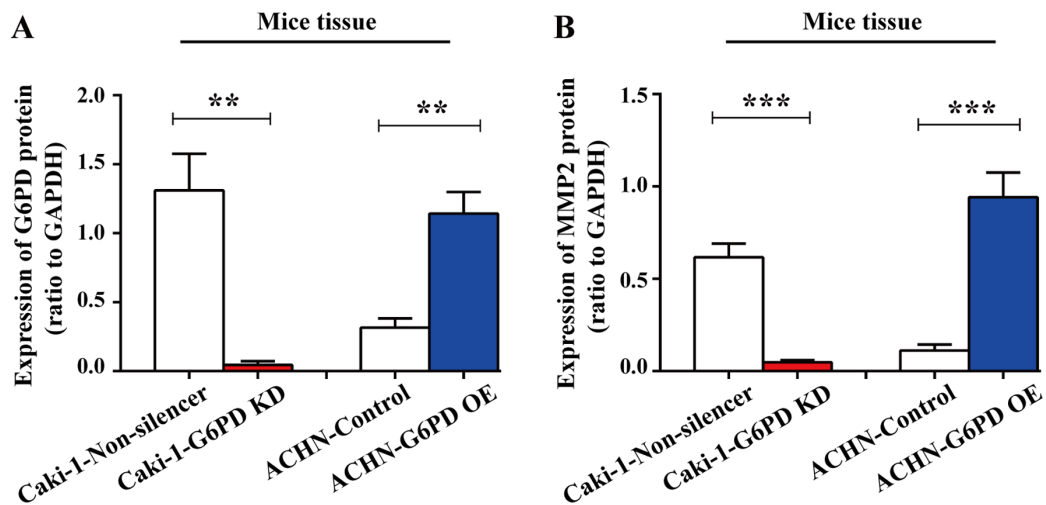 A
Mice tissue
Expression of G6PD protein
(ratio to GAPDH)
2.0
1.5
1.0
0.5
0.0
**
**
Caki-1-Non-silencer
Caki-1-G6PD KD
ACHN-Control
ACHN-G6PD OE
B
Mice tissue
Expression of MMP2 protein
(ratio to GAPDH)
1.5
1.0
0.5
0.0
***
***
Caki-1-Non-silencer
Caki-1-G6PD KD
ACHN-Control
ACHN-G6PD OE